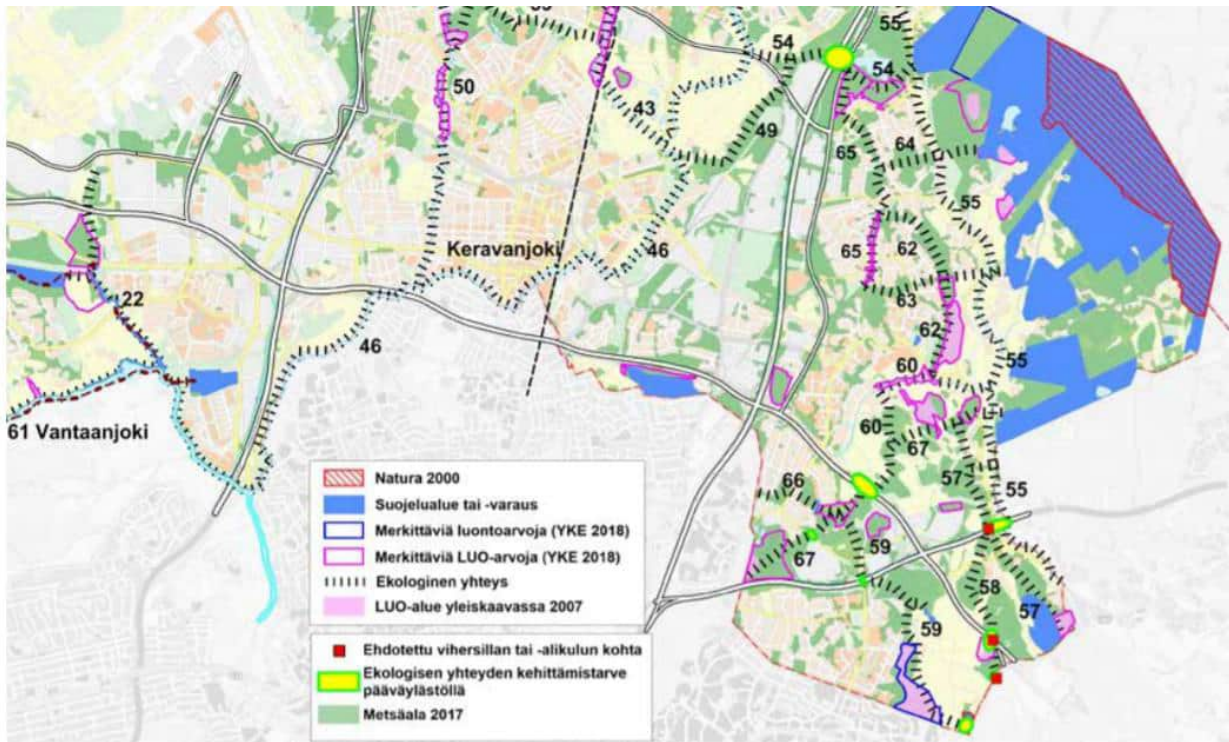 55
54
50
54
43
49
65
64
55
65
62
Keravanjoki
46
63
22
62
46
55
60
60
61 Vantaanjoki
67
57
55
66
59
67
58
57
59
Natura 2000
Suojelualue tai -varaus
Merkittäviä luontoarvoja (YKE 2018)
Merkittäviä LUO-arvoja (YKE 2018)
Ekologinen yhteys
LUO-alue yleiskaavassa 2007
Ehdotettu vihersillan tai -alikulun kohta
Ekologisen yhteyden kehittämistarve
pääväylästöllä
Metsäala 2017